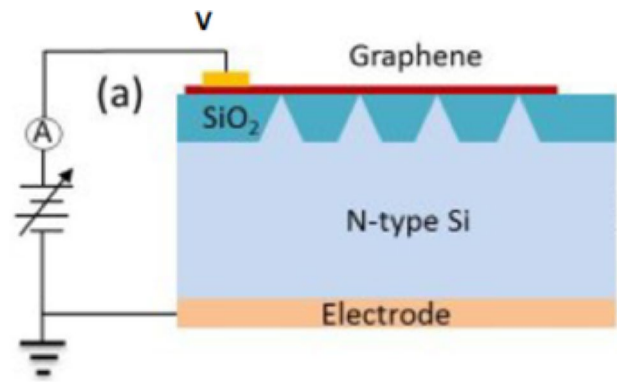 V
Graphene
(a)
SiO₂
A
N-type Si
Electrode